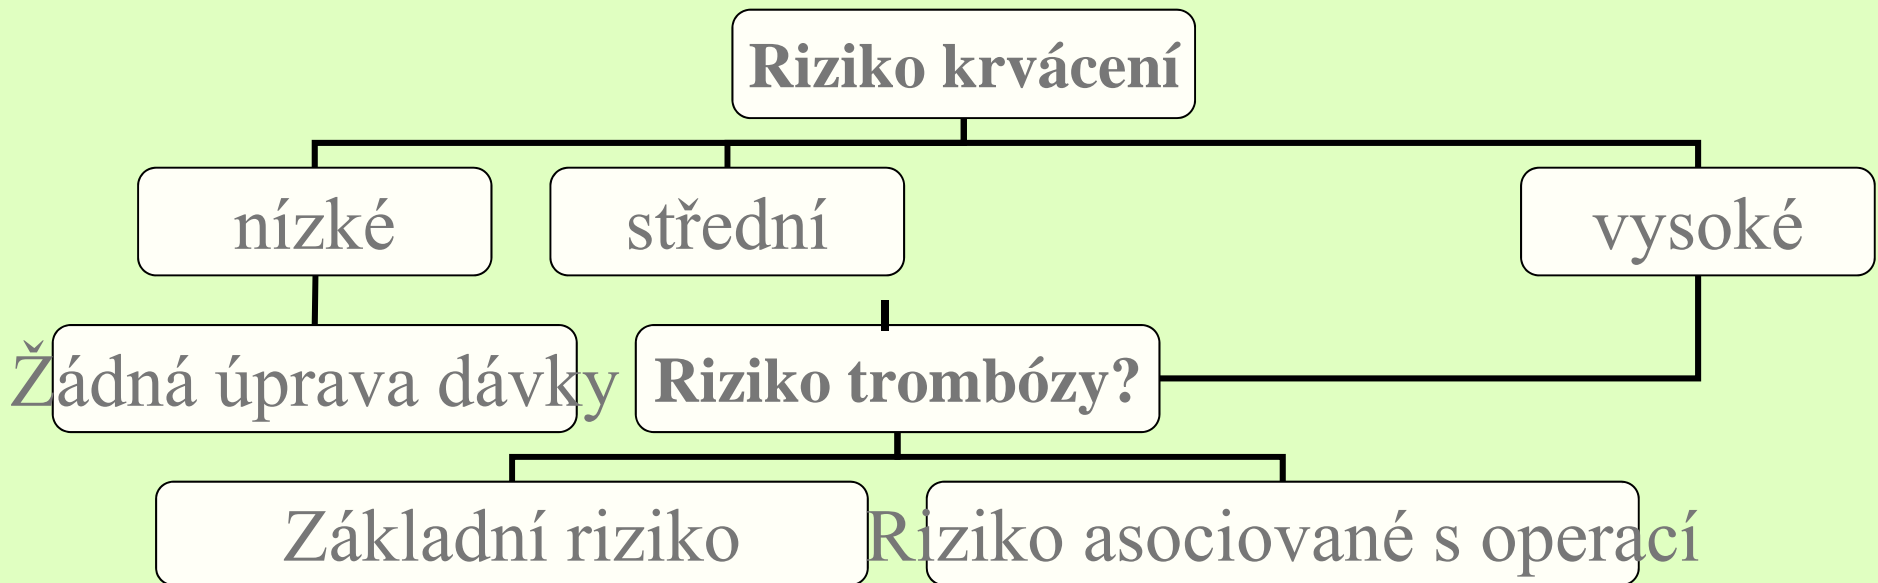 Riziko krvácení
nízké
střední
vysoké
Žádná úprava dávky
Riziko trombózy?
Základní riziko
Riziko asociované s operací